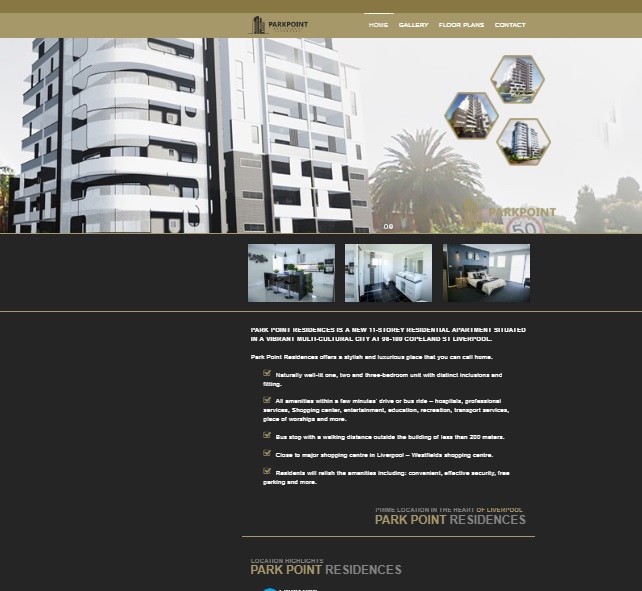 PARKPOINT
HOME GALLERY FLOOR PLANS CONTACT
PARKPOINT
50
PARK POINT RESIDENCES IS A NEW 11-STOREY RESIDENTIAL APARTMENT SITUATED
IN A VIBRANT MULTI-CULTURAL CITY AT 98-100 COPELAND ST LIVERPOOL.
Park Point Residences offers a stylish and luxurious place that you can call home.
Naturally well-lit one, two and three-bedroom unit with distinct inclusions and
fitting.
All amenities within a few minutes' drive or bus ride – hospitals, professional
services, Shopping center, entertainment, education, recreation, transport services,
place of worships and more.
Bus stop with a walking distance outside the building of less than 200 meters.
Close to major shopping centre in Liverpool – Westfields shopping centre.
Residents will relish the amenities including: convenient, effective security, free
parking and more.
PRIME LOCATION IN THE HEART OF LIVERPOOL
PARK POINT RESIDENCES
LOCATION HIGHLIGHTS
PARK POINT RESIDENCES